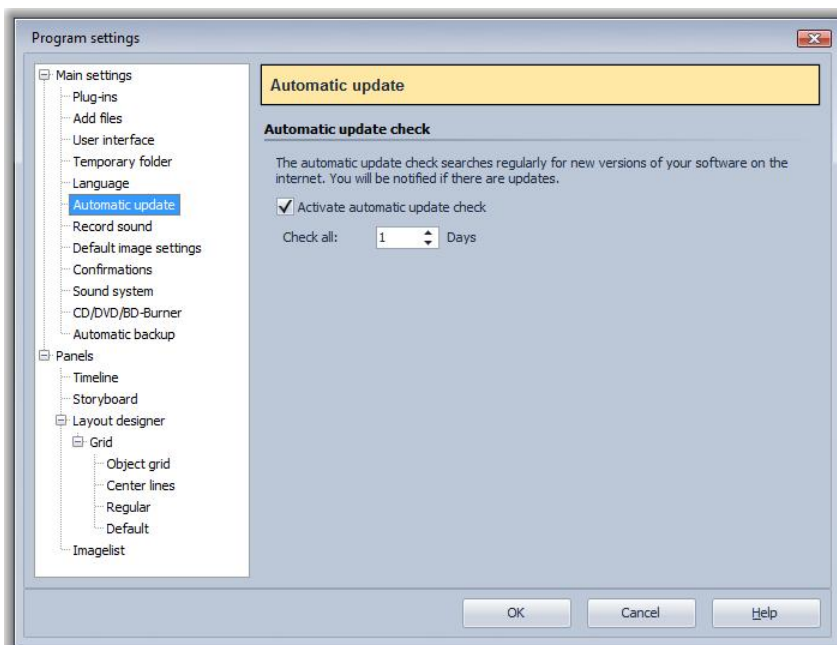 Program settings
Main settings
Plug-ins
Add files
User interface
Temporary folder
Language
Automatic update
Record sound
Default image settings
Confirmations
Sound system
CD/DVD/BD-Burner
Automatic backup
Panels
Timeline
Storyboard
Layout designer
Grid
Object grid
Center lines
Regular
Default
Imagelist
Automatic update
Automatic update check
The automatic update check searches regularly for new versions of your software on the
internet. You will be notified if there are updates.
Activate automatic update check
Check all: 1 Days
OK Cancel Help